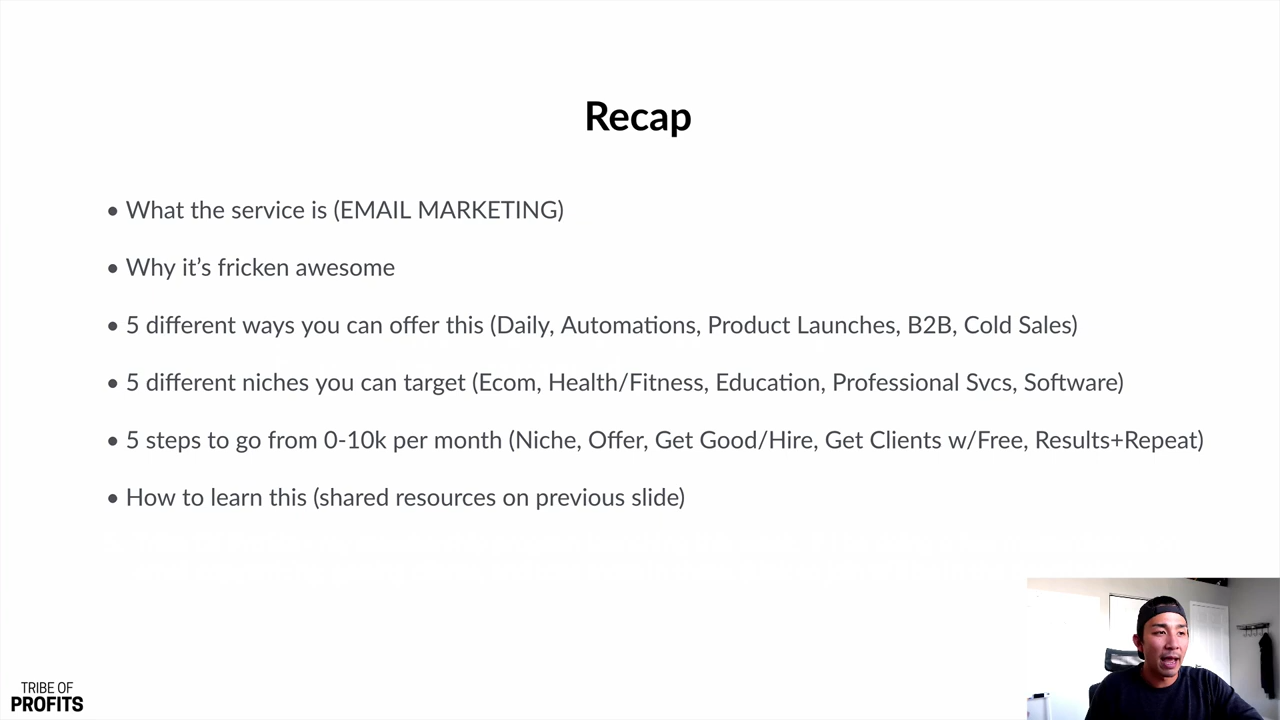 Recap
• What the service is (EMAIL MARKETING)
• Why it’s fricken awesome
• 5 different ways you can offer this (Daily, Automations, Product Launches, B2B, Cold Sales)
• 5 different niches you can target (Ecom, Health/Fitness, Education, Professional Svcs, Software)
• 5 steps to go from 0-10k per month (Niche, Offer, Get Good/Hire, Get Clients w/Free, Results+Repeat)
• How to learn this (shared resources on previous slide)
TRIBE OF
PROFITS